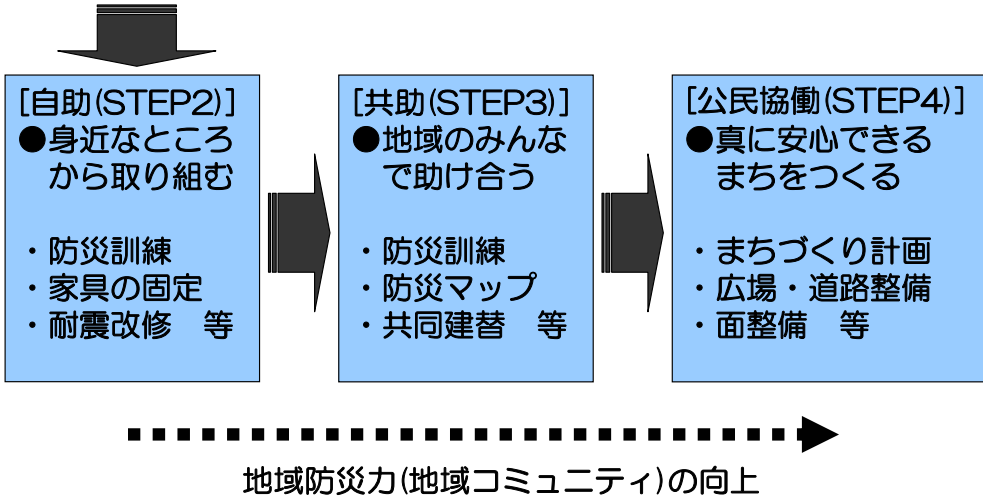 [自助(STEP2)]
●身近なところ
から取り組む
・防災訓練
・家具の固定
・耐震改修　等
[共助(STEP3)]
●地域のみんな
で助け合う
・防災訓練
・防災マップ
・共同建替　等
[公民協働(STEP4)]
●真に安心できる
まちをつくる
・まちづくり計画
・広場・道路整備
・面整備　等
地域防災力(地域コミュニティ)の向上